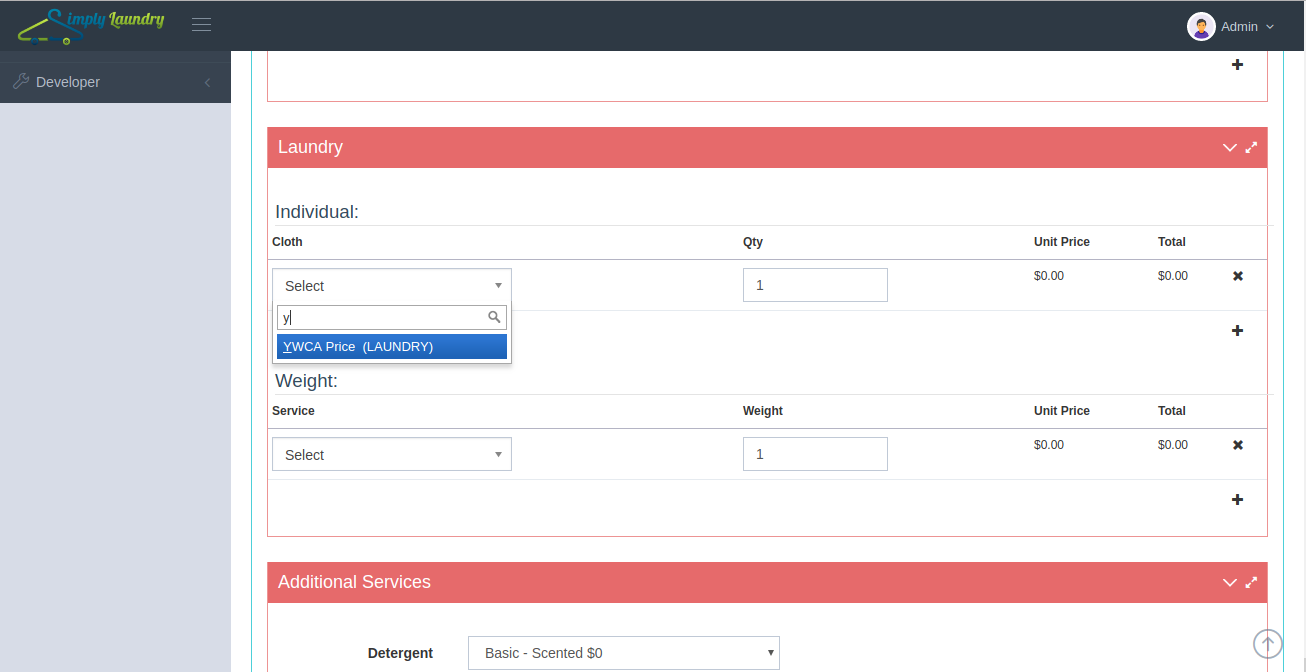 Simply Laundry
Admin
Developer
Laundry
Individual:
Cloth Qty Unit Price Total
Select 1 $0.00 $0.00
y
YWCA Price (LAUNDRY)
Weight:
Service Weight Unit Price Total
Select 1 $0.00 $0.00
Additional Services
Detergent Basic - Scented $0